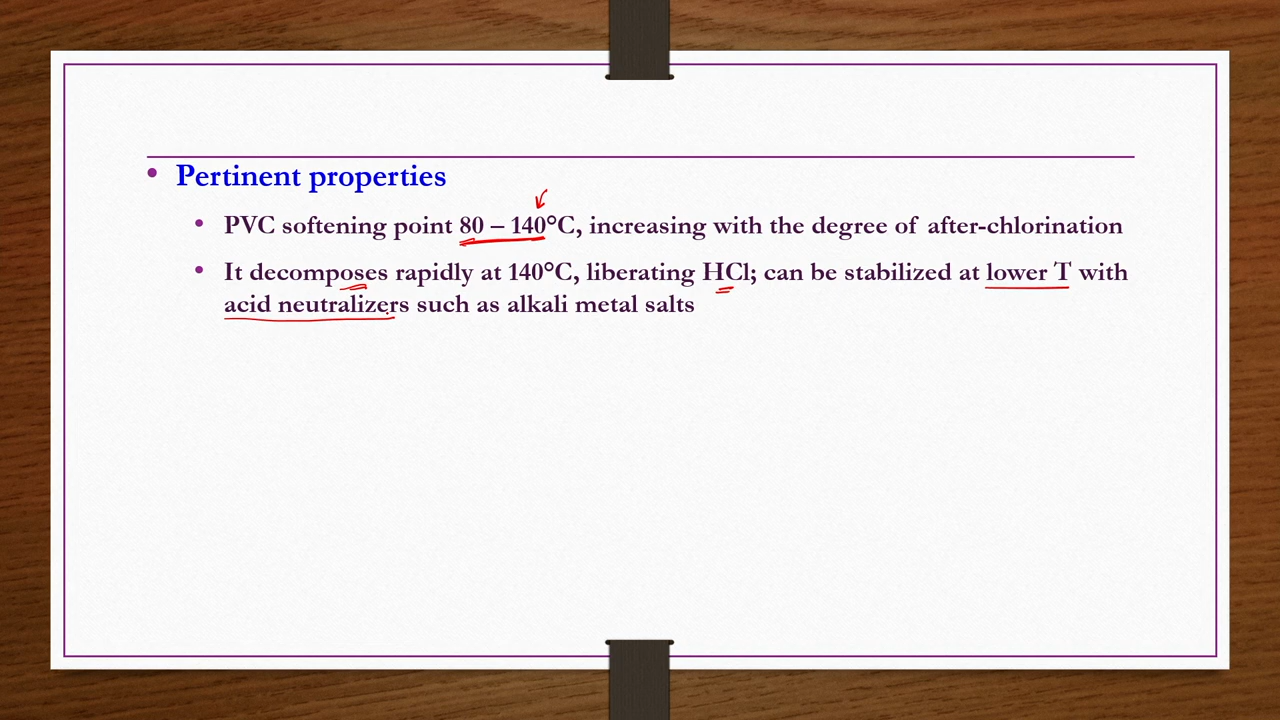 • Pertinent properties
• PVC softening point 80 – 140°C, increasing with the degree of after-chlorination
• It decomposes rapidly at 140°C, liberating HCl; can be stabilized at lower T with
acid neutralizers such as alkali metal salts